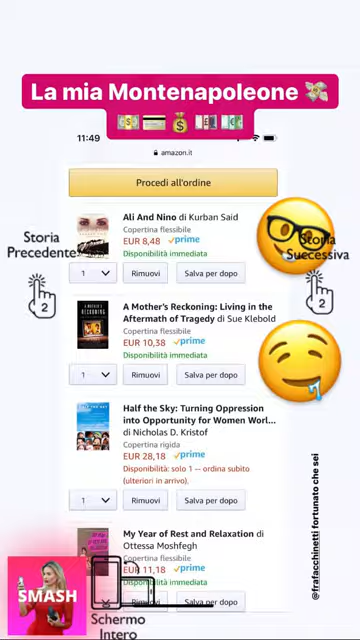 La mia Montenapoleone
11:49
amazon.it
Procedi all'ordine
Ali And Nino di Kurban Said
Copertina flessibile
EUR 8,48 prime
Disponibilità immediata
1 Rimuovi Salva per dopo
Storia
Precedente
2
Storia
Successiva
2
A Mother's Reckoning: Living in the
Aftermath of Tragedy di Sue Klebold
Copertina flessibile
EUR 10,38 prime
Disponibilità immediata
1 Rimuovi Salva per dopo
Half the Sky: Turning Oppression
into Opportunity for Women Worl...
di Nicholas D. Kristof
Copertina rigida
EUR 28,18 prime
Disponibilità: solo 1 -- ordina subito
(ulteriori in arrivo).
1 Rimuovi Salva per dopo
My Year of Rest and Relaxation di
Ottessa Moshfegh
EUR 11,18 prime
Rimuovi Salva per dopo
@frafacchinetti fortunato che sei
SMASH
Schermo
Intero